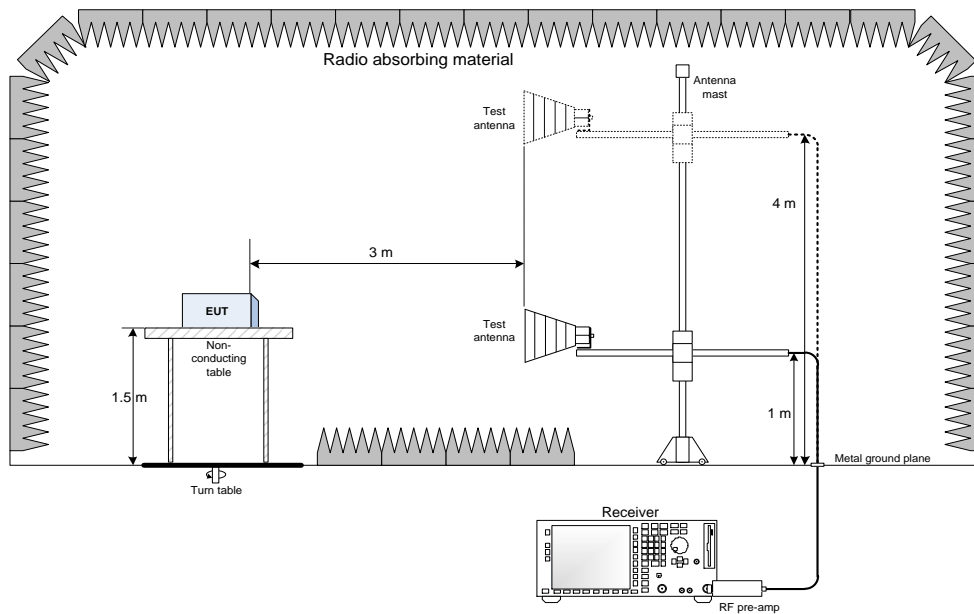 Radio absorbing material
Antenna
mast
Test
antenna
4 m
3 m
EUT
Test
antenna
Non-
conducting
table
1.5 m
1 m
Metal ground plane
Turn table
Receiver
RF pre-amp